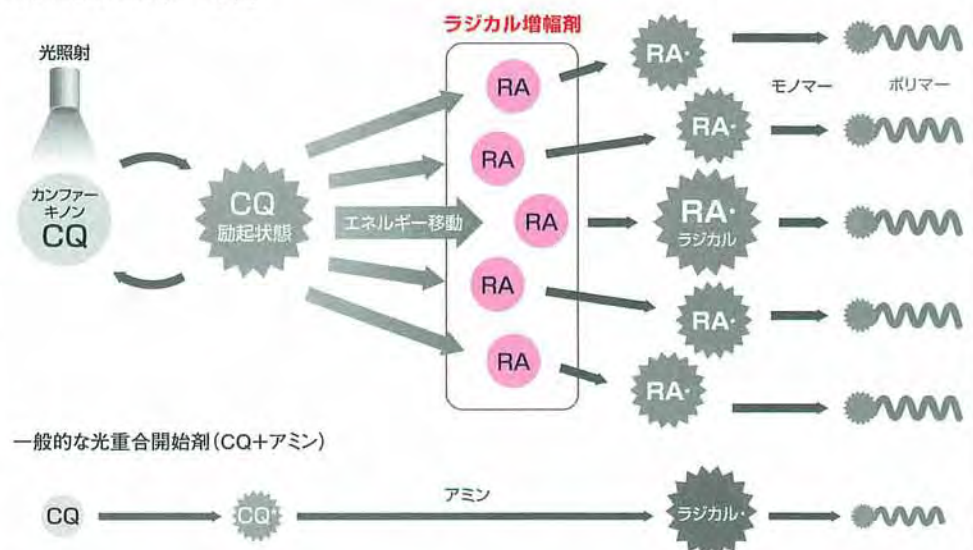 ラジカル増幅剤
光照射
カンファー
キノン
CQ
CQ
励起状態
エネルギー移動
RA
RA
RA
RA
RA
RA・
RA・
RA・
ラジカル
RA・
RA・
モノマー
ポリマー
一般的な光重合開始剤(CQ+アミン)
CQ
CQ*
アミン
ラジカル・